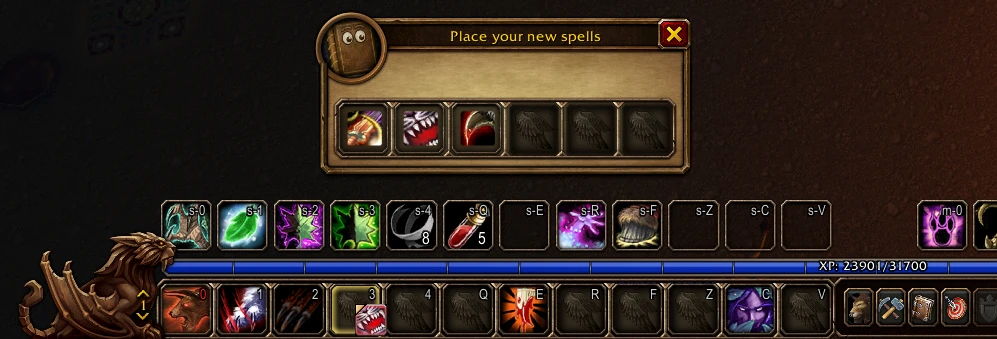 Place your new spells
s-0 s-1 s-2 s-3 s-4 s-Q s-E s-R s-F s-Z s-C s-V m-0
8 5
XP: 23901/31700
0 1 2 3 4 Q E R F Z C V
1